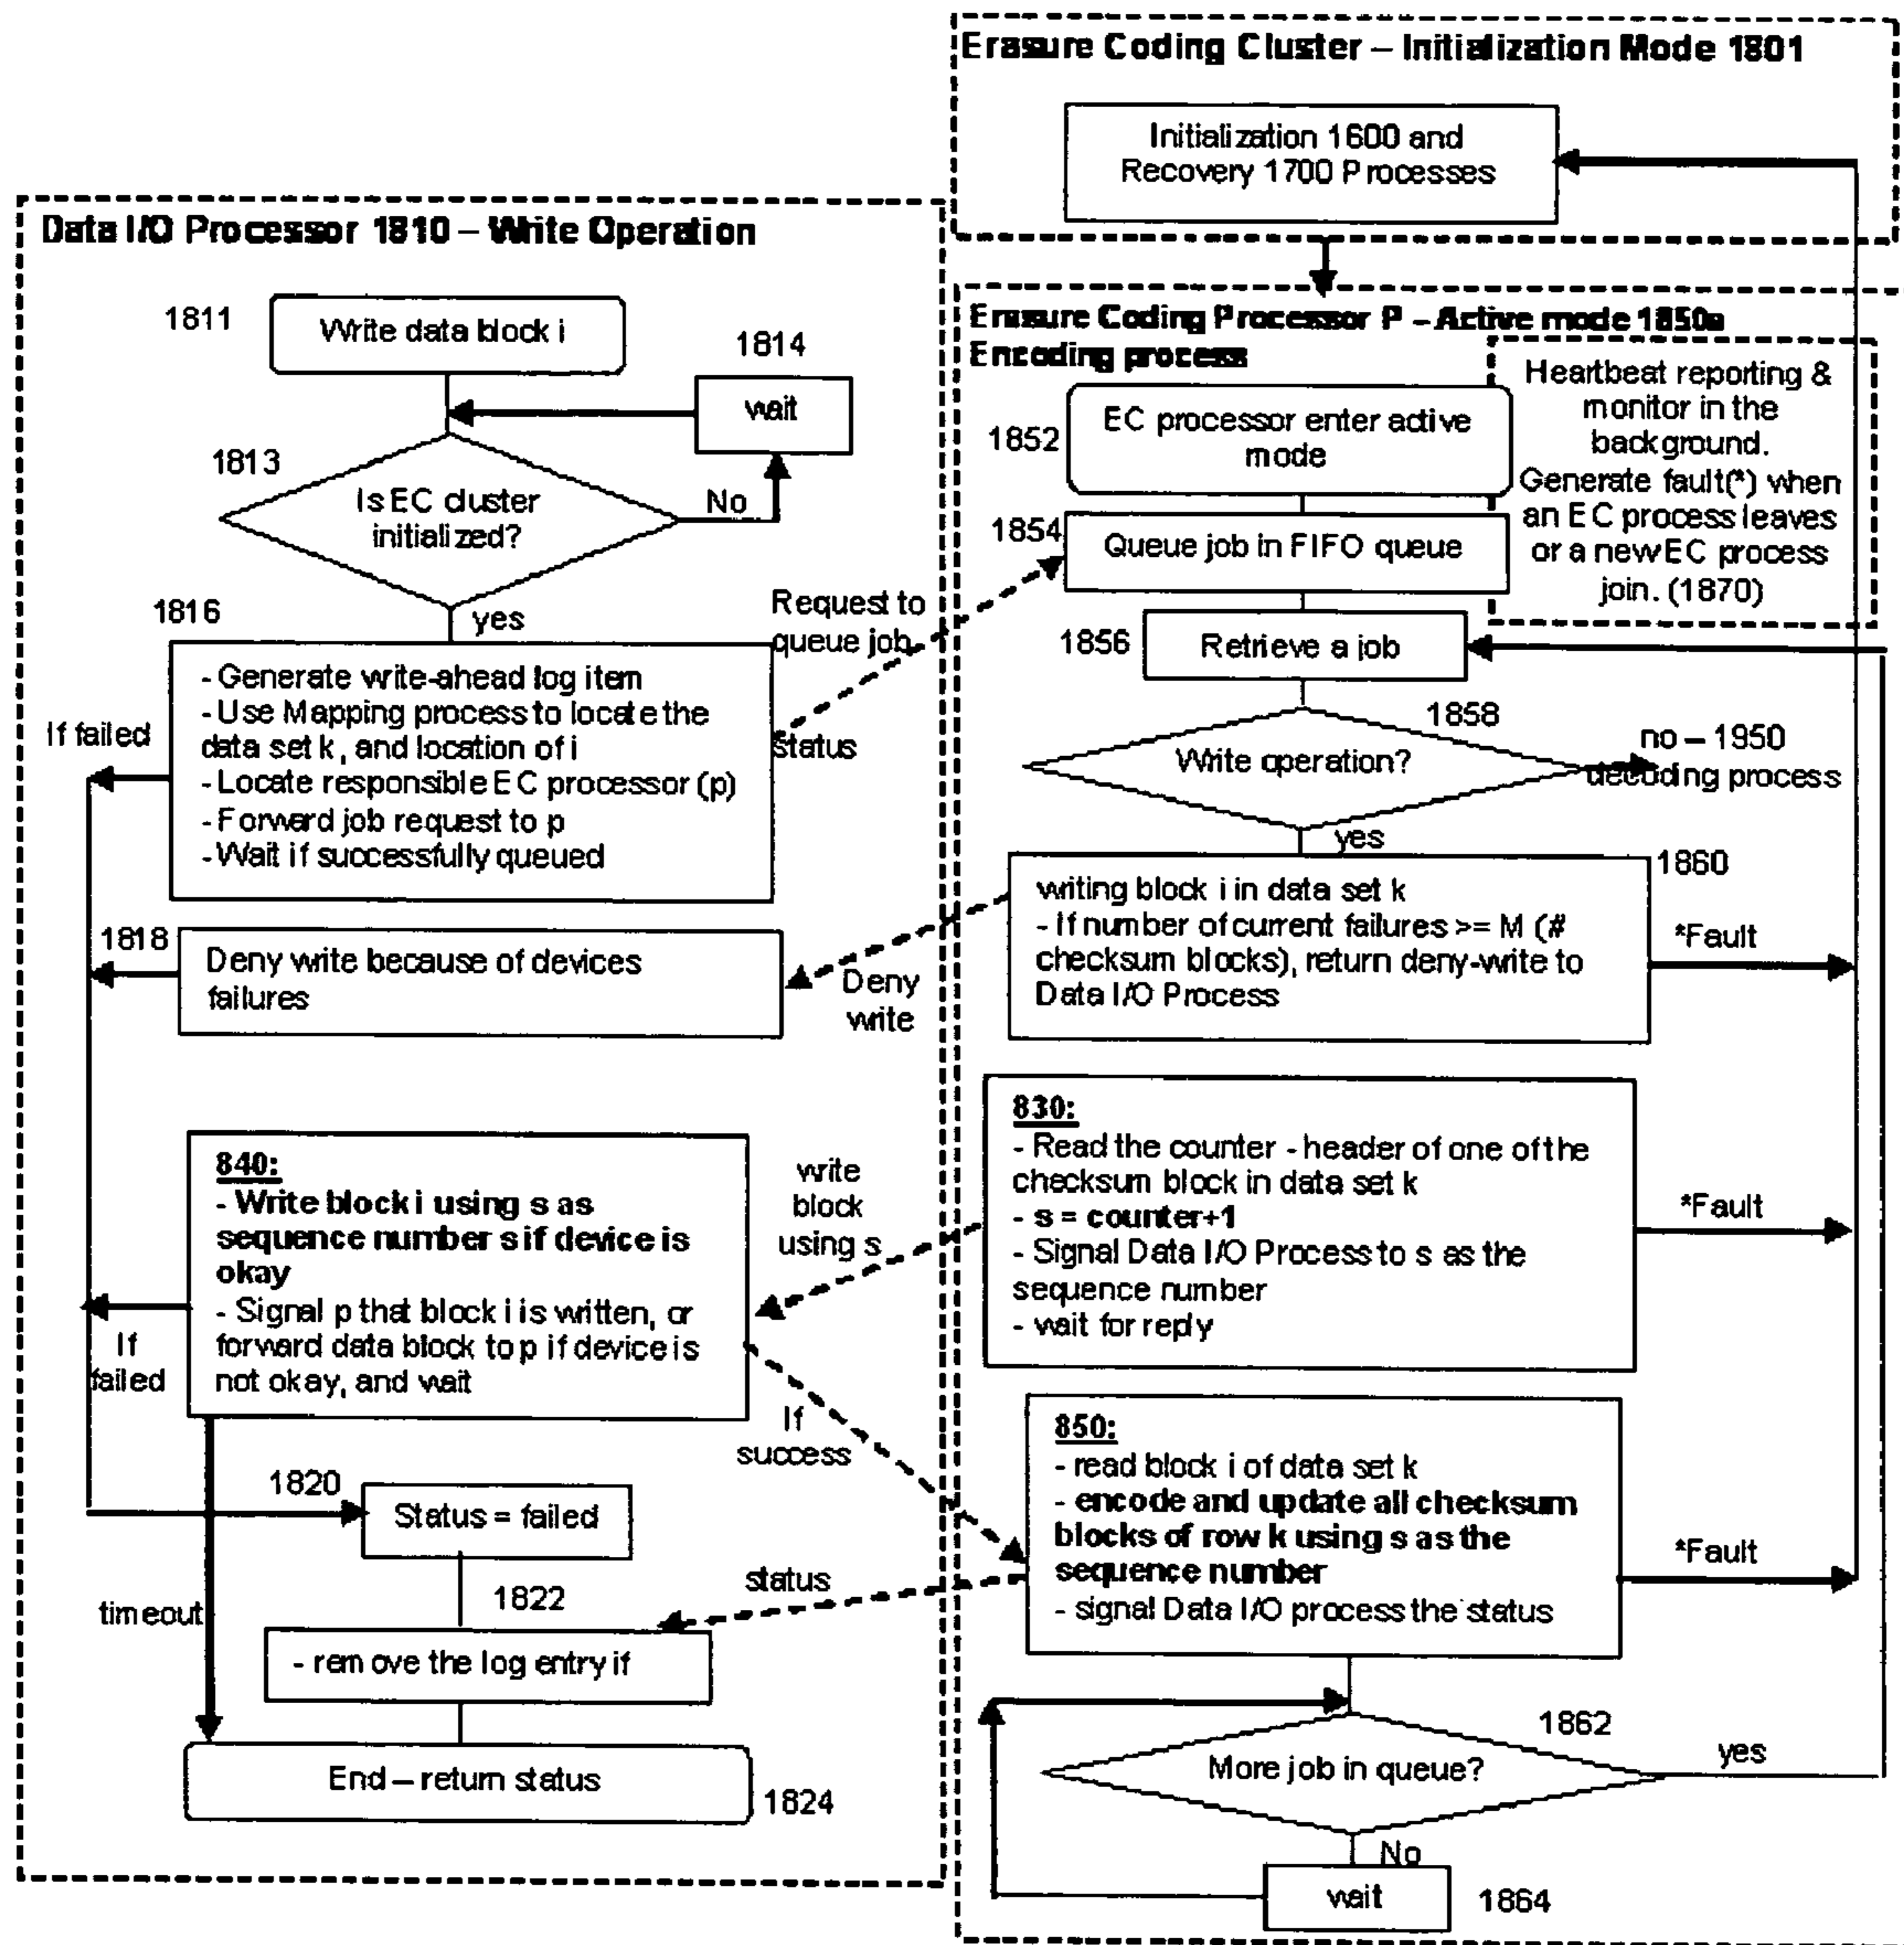 Erasure Coding Cluster – Initialization Mode 1801
Initialization 1600 and
Recovery 1700 Processes
Data I/O Processor 1810 – Write Operation
1811
Write data block i
1814
wait
1813
Is EC cluster
initialized?
No
yes
1816
- Generate write-ahead log item
- Use Mapping process to locate the
data set k, and location of i
- Locate responsible EC processor (p)
- Forward job request to p
- Wait if successfully queued
If failed
Request to
queue job
status
1818
Deny write because of devices
failures
Deny
write
840:
- Write block i using s as
sequence number s if device is
okay
- Signal p that block i is written, or
forward data block to p if device is
not okay, and wait
If
failed
write
block
using s
If
success
1820
Status = failed
status
1822
timeout
- remove the log entry if
End – return status
1824
Erasure Coding Processor P – Active mode 1850a
Encoding process
Heartbeat reporting &
monitor in the
background.
Generate fault(*) when
an EC process leaves
or a new EC process
join. (1870)
1852
EC processor enter active
mode
1854
Queue job in FIFO queue
1856
Retrieve a job
1858
Write operation?
no – 1950
decoding process
yes
1860
writing block i in data set k
- If number of current failures >= M (#
checksum blocks), return deny-write to
Data I/O Process
*Fault
830:
- Read the counter - header of one of the
checksum block in data set k
- s = counter+1
- Signal Data I/O Process to s as the
sequence number
- wait for reply
*Fault
850:
- read block i of data set k
- encode and update all checksum
blocks of row k using s as the
sequence number
- signal Data I/O process the status
*Fault
1862
More job in queue?
yes
No
wait
1864